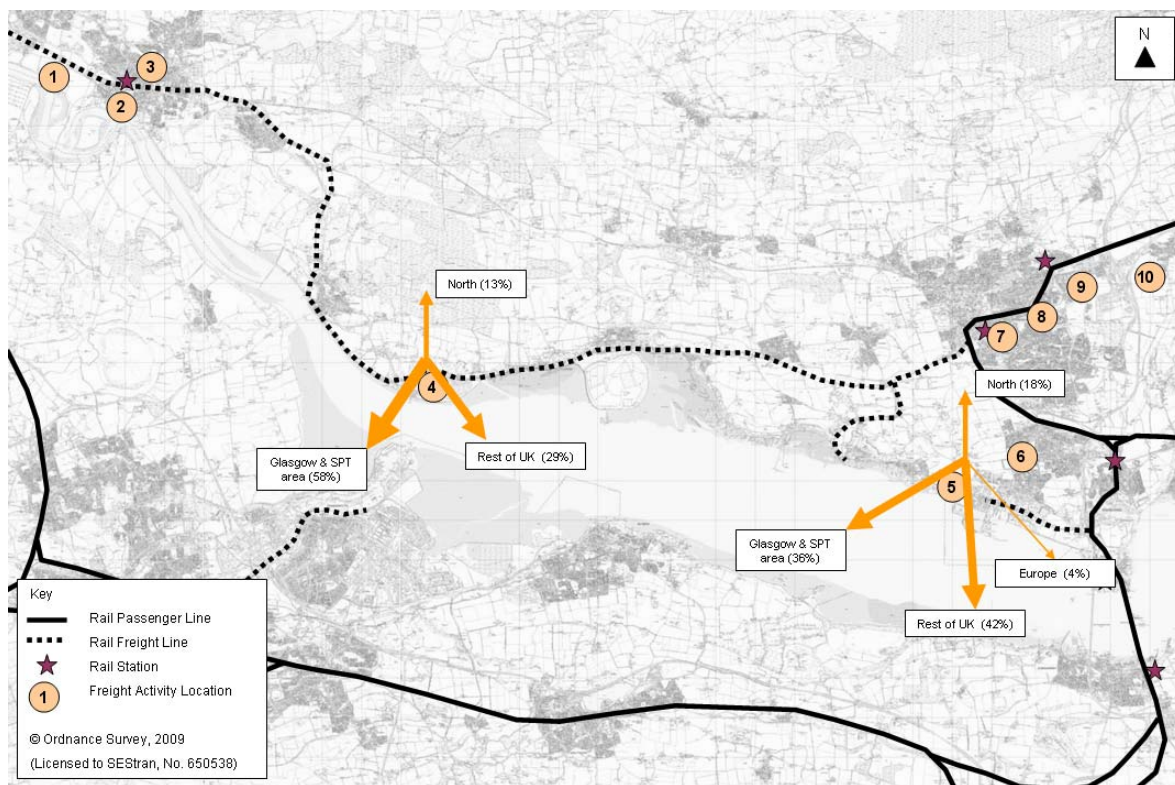 N
1
3
2
10
9
8
7
North (13%)
4
North (18%)
Glasgow & SPT
area (58%)
Rest of UK (29%)
6
5
Glasgow & SPT
area (36%)
Europe (4%)
Rest of UK (42%)
Key
Rail Passenger Line
Rail Freight Line
Rail Station
1
Freight Activity Location
© Ordnance Survey, 2009
(Licensed to SEStran, No. 650538)